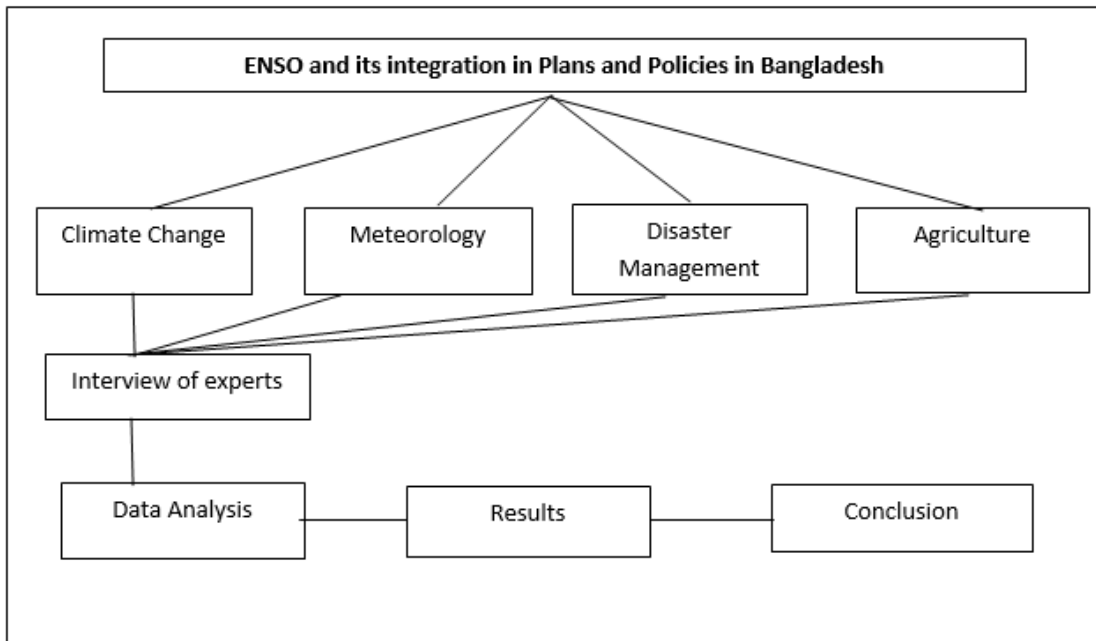 ENSO and its integration in Plans and Policies in Bangladesh
Climate Change
Meteorology
Disaster
Management
Agriculture
Interview of experts
Data Analysis
Results
Conclusion